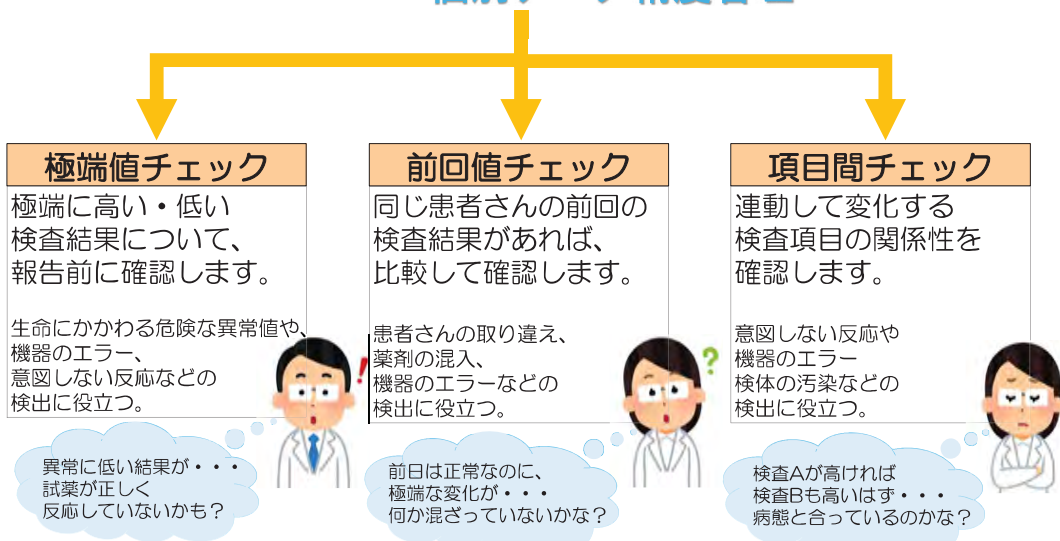 極端値チェック
極端に高い・低い
検査結果について、
報告前に確認します。
生命にかかわる危険な異常値や、
機器のエラー、
意図しない反応などの
検出に役立つ。
!
異常に低い結果が・・・
試薬が正しく
反応していないかも？
前回値チェック
同じ患者さんの前回の
検査結果があれば、
比較して確認します。
患者さんの取り違え、
薬剤の混入、
機器のエラーなどの
検出に役立つ。
?
前日は正常なのに、
極端な変化が・・・
何か混ざっていないかな？
項目間チェック
連動して変化する
検査項目の関係性を
確認します。
意図しない反応や
機器のエラー
検体の汚染などの
検出に役立つ。
検査Aが高ければ
検査Bも高いはず・・・
病態と合っているのかな？